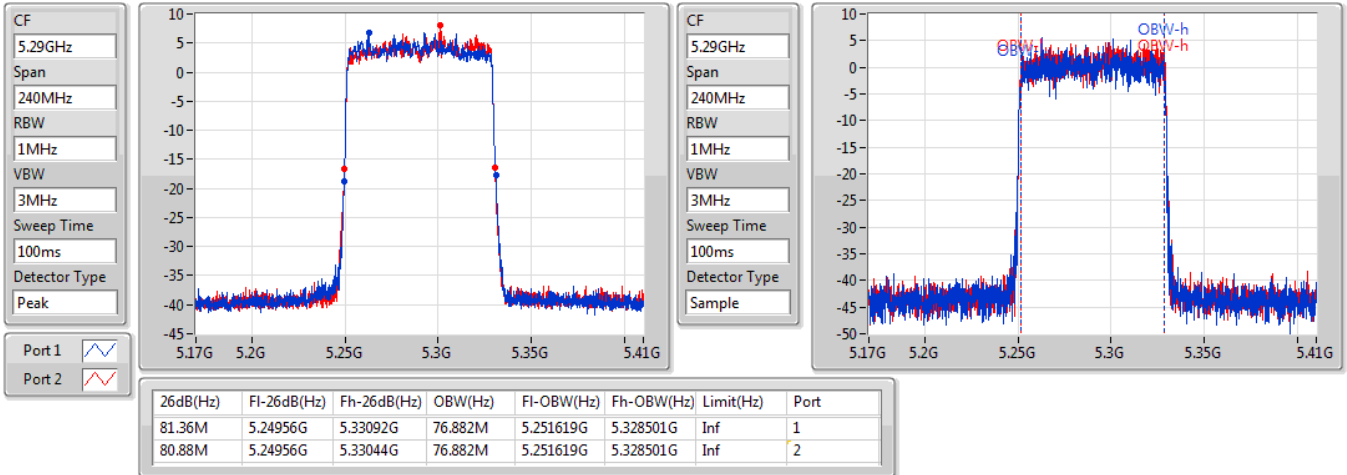 CF
5.29GHz
Span
240MHz
RBW
1MHz
VBW
3MHz
Sweep Time
100ms
Detector Type
Peak
Port 1
Port 2
10-
0-
-10-
-15-
-20-
-25-
-30-
-35-
-40-
-45-
5.17G 5.2G 5.25G 5.3G 5.35G 5.41G
CF
5.29GHz
Span
240MHz
RBW
1MHz
VBW
3MHz
Sweep Time
100ms
Detector Type
Sample
10-
5-
0-
-5-
-10-
-15-
-20-
-25-
-30-
-35-
-40-
-45-
-50-
OBW-h
OBW-h
5.17G 5.2G 5.25G 5.3G 5.35G 5.41G
26dB(Hz) Fl-26dB(Hz) Fh-26dB(Hz) OBW(Hz) Fl-OBW(Hz) Fh-OBW(Hz) Limit(Hz) Port
81.36M 5.24956G 5.33092G 76.882M 5.251619G 5.328501G Inf 1
80.88M 5.24956G 5.33044G 76.882M 5.251619G 5.328501G Inf 2